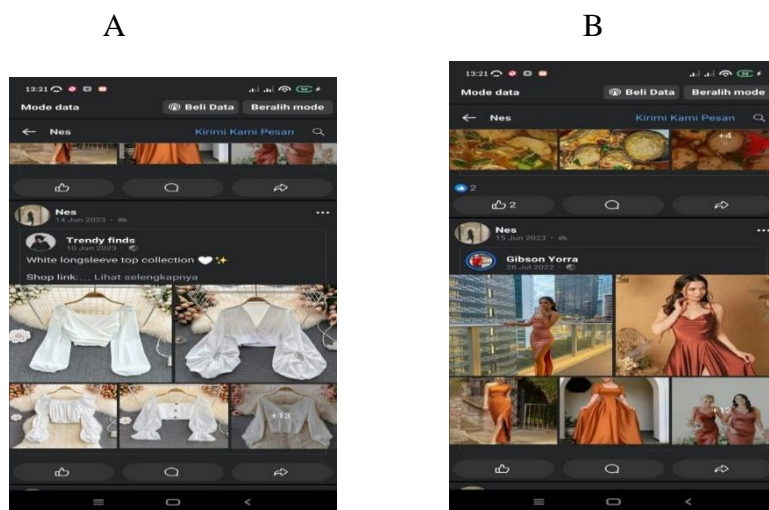 A
B
13:21
Mode data
Beli Data
Beralih mode
Nes
Kirimi Kami Pesan
Nes
14 Jun 2023
Trendy finds
10 Jun 2023
White longsleeve top collection
Shop link:... Lihat selengkapnya
+13
13:21
Mode data
Beli Data
Beralih mode
Nes
Kirimi Kami Pesan
+4
2
2
Nes
15 Jun 2023
Gibson Yorra
28 Jul 2022
+12